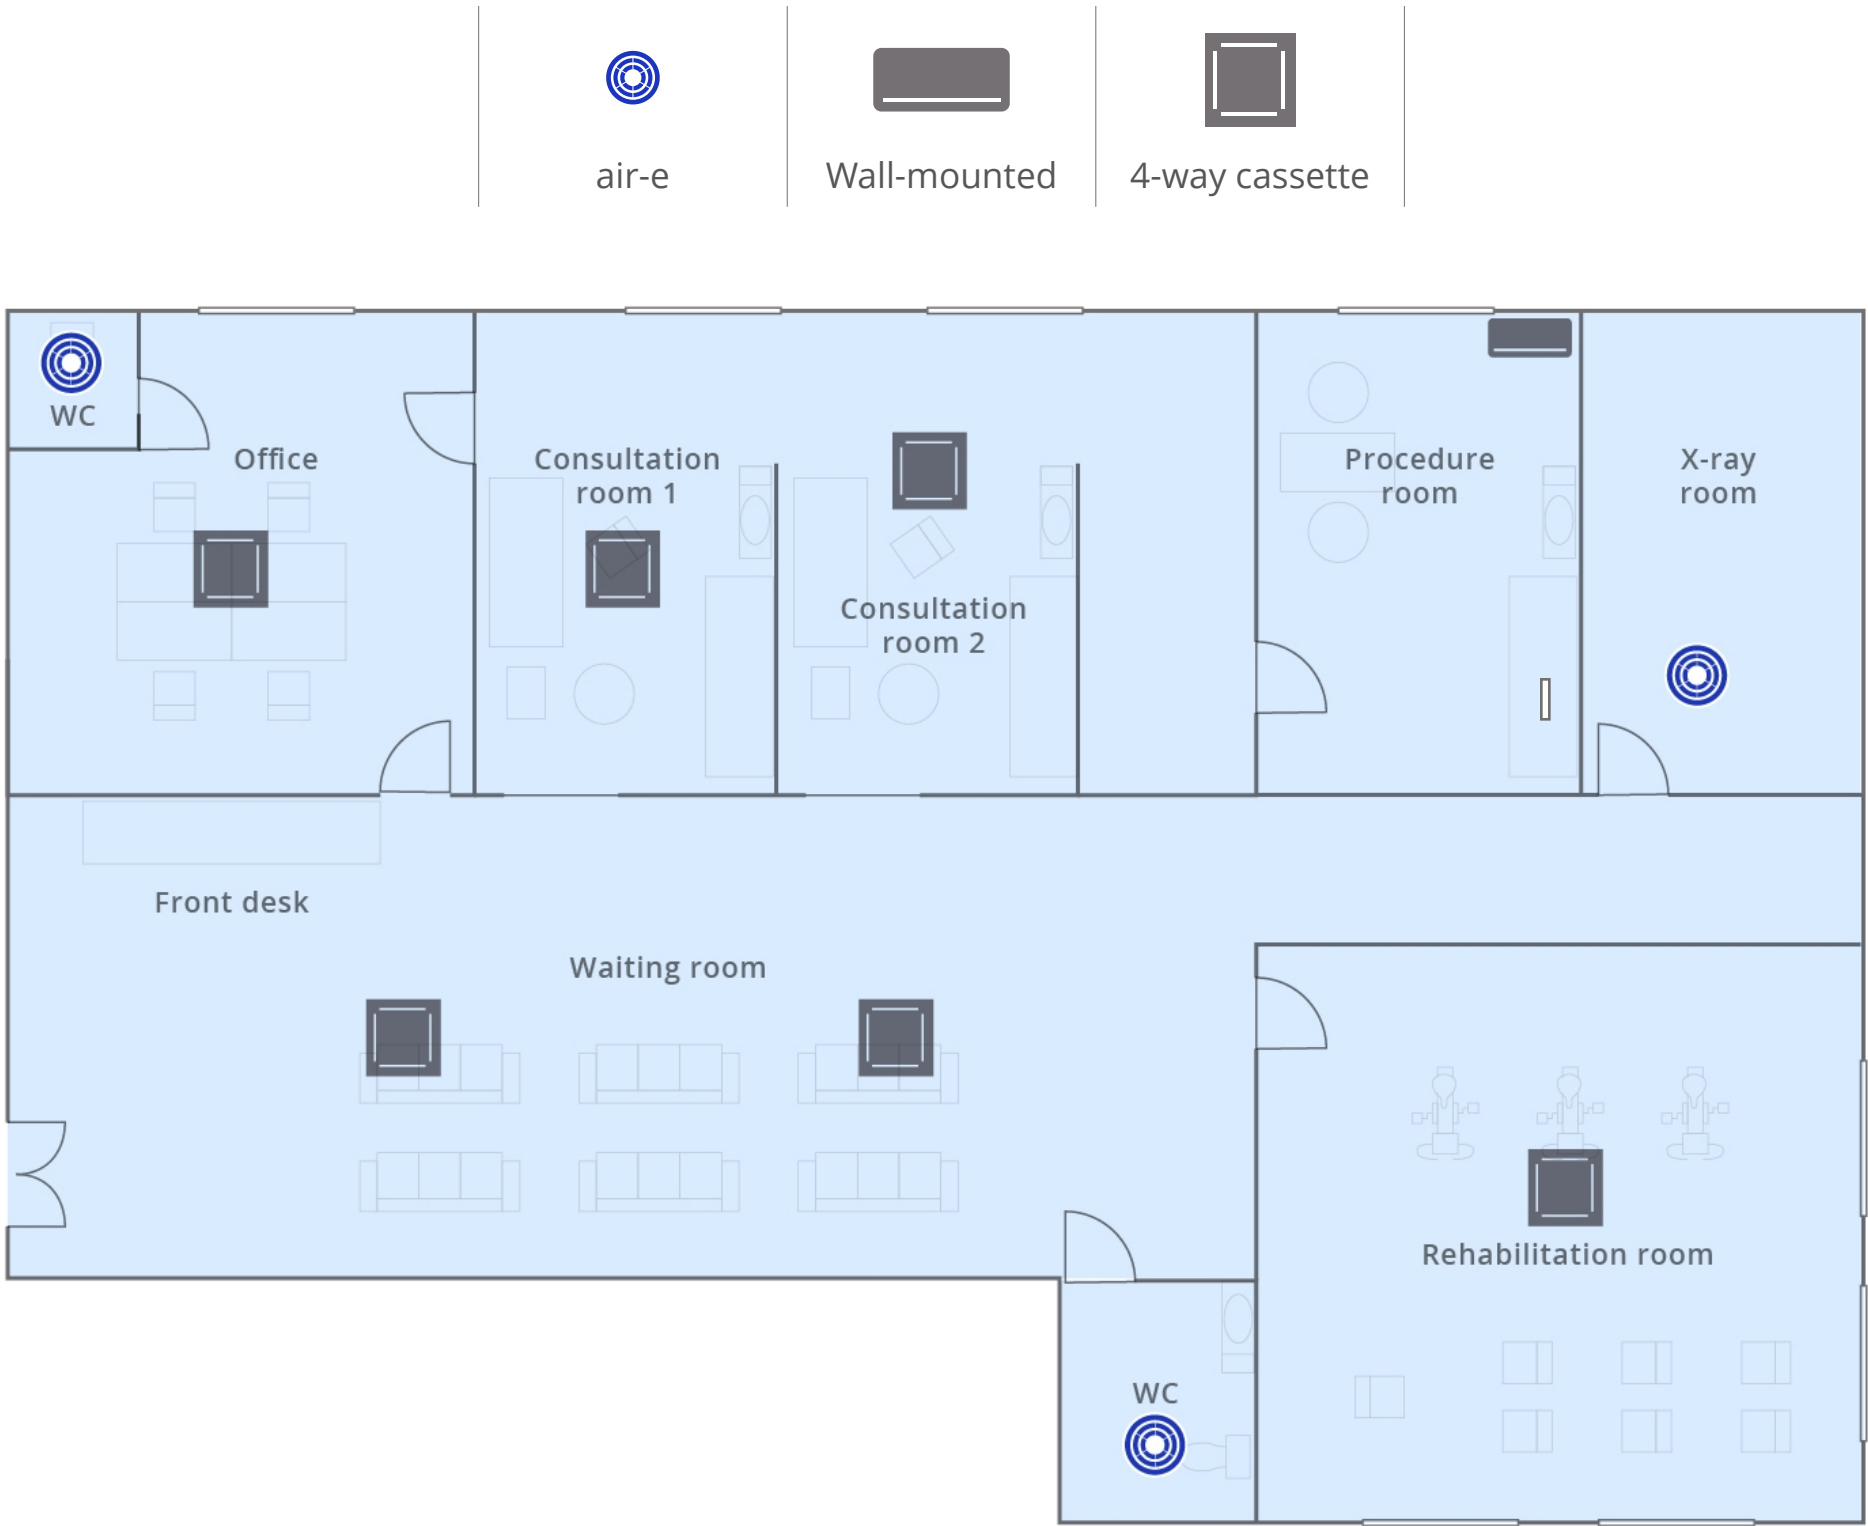 air-e
Wall-mounted
4-way cassette
WC
Office
Consultation
room 1
Consultation
room 2
Procedure
room
X-ray
room
Front desk
Waiting room
Rehabilitation room
WC